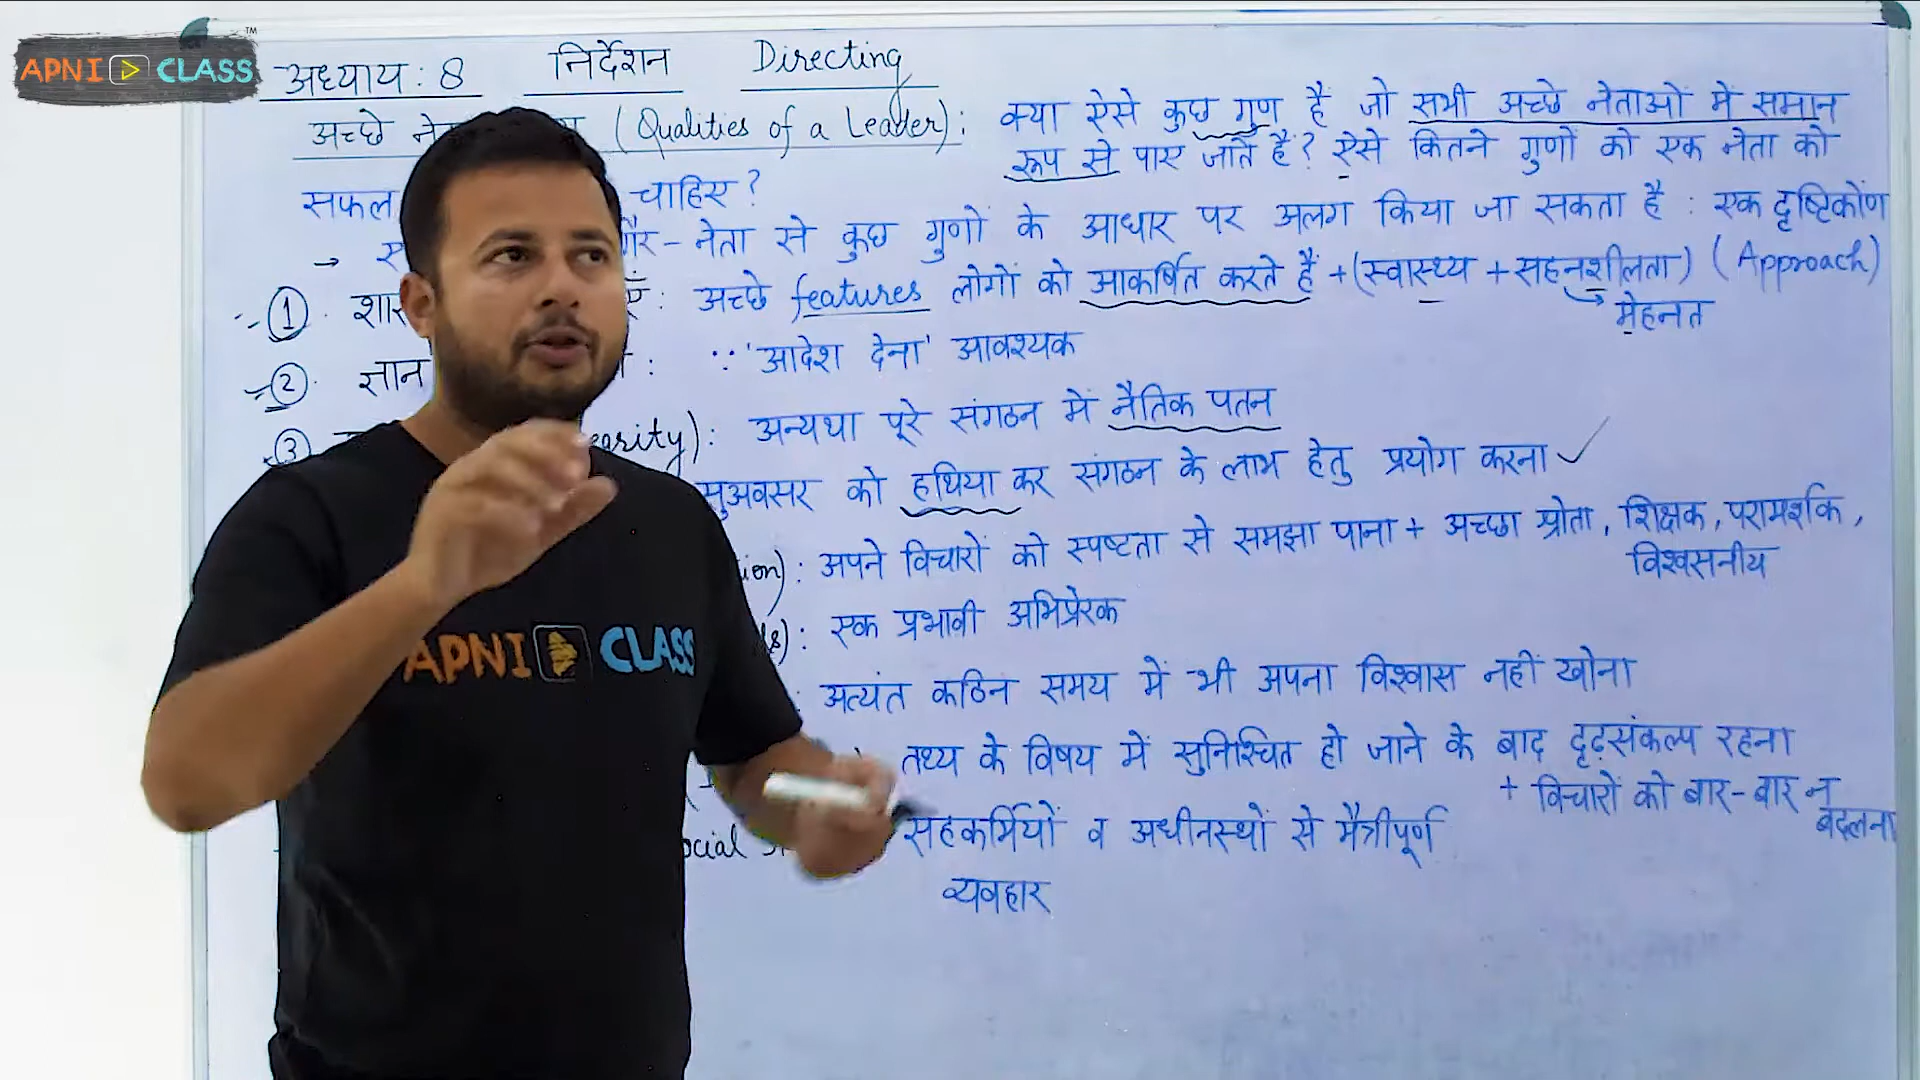 APNI CLASS TM
अध्याय : 8 निर्देशन Directing
अच्छे (Qualities of a Leader) :
क्या ऐसे कुछ गुण हैं जो सभी अच्छे नेताओं में समान
रूप से पाए जाते हैं? ऐसे कितने गुणों को एक नेता को
सफल चाहिए ?
→ गैर - नेता से कुछ गुणों के आधार पर अलग किया जा सकता है : एक दृष्टिकोण
(Approach)
① शा : अच्छे features लोगों को आकर्षित करते हैं + (स्वास्थ्य + सहनशीलता)
मेहनत
② ज्ञान : ∵ 'आदेश देना' आवश्यक
③ : अन्यथा पूरे संगठन में नैतिक पतन
सुअवसर को हथिया कर संगठन के लाभ हेतु प्रयोग करना ✓
ion) : अपने विचारों को स्पष्टता से समझा पाना + अच्छा श्रोता, शिक्षक, परामर्शक,
विश्वसनीय
: एक प्रभावी अभिप्रेरक
: अत्यंत कठिन समय में भी अपना विश्वास नहीं खोना
तथ्य के विषय में सुनिश्चित हो जाने के बाद दृढ़संकल्प रहना
+ विचारों को बार-बार न
बदलना
ocial सहकर्मियों व अधीनस्थों से मैत्रीपूर्ण
व्यवहार
APNI CLASS